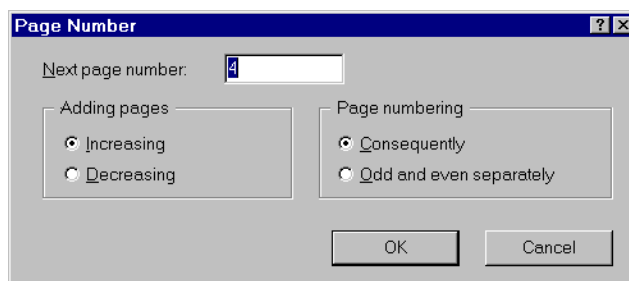 Page Number
Next page number: 4
Adding pages
Increasing
Decreasing
Page numbering
Consequently
Odd and even separately
OK Cancel